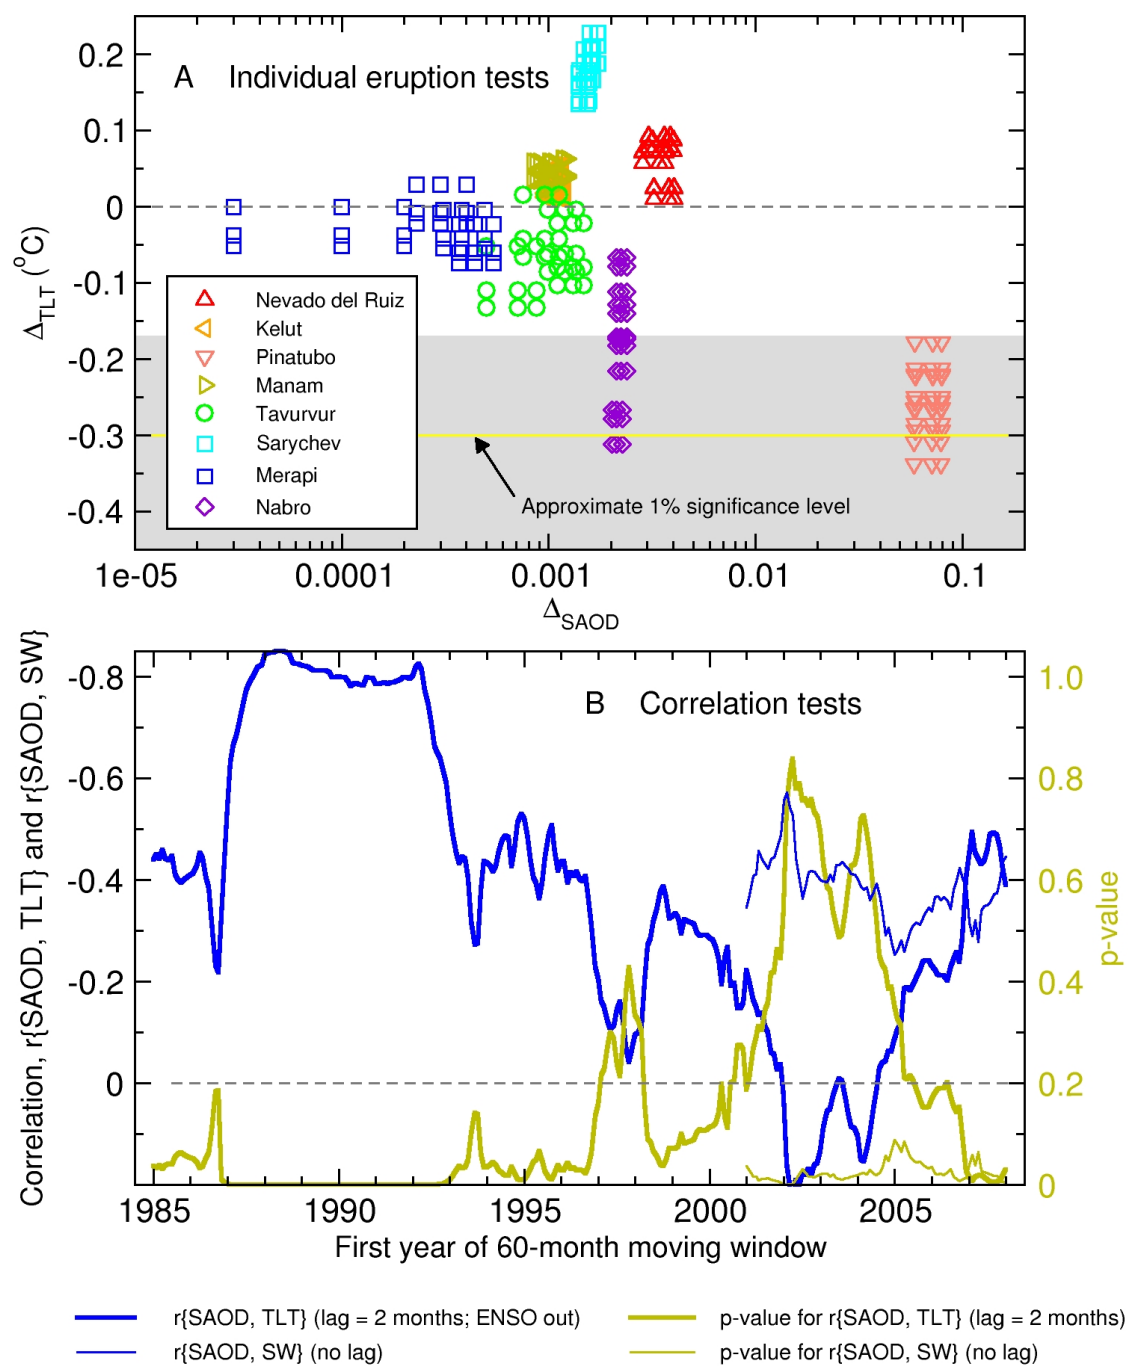 A Individual eruption tests
0.2
0.1
0
-0.1
-0.2
-0.3
-0.4
Δ_TLT (°C)
Nevado del Ruiz
Kelut
Pinatubo
Manam
Tavurvur
Sarychev
Merapi
Nabro
Approximate 1% significance level
1e-05 0.0001 0.001 0.01 0.1
Δ_SAOD
B Correlation tests
Correlation, r{SAOD, TLT} and r{SAOD, SW}
-0.8
-0.6
-0.4
-0.2
0
1.0
0.8
0.6
0.4
0.2
0
p-value
1985 1990 1995 2000 2005
First year of 60-month moving window
r{SAOD, TLT} (lag = 2 months; ENSO out)
r{SAOD, SW} (no lag)
p-value for r{SAOD, TLT} (lag = 2 months)
p-value for r{SAOD, SW} (no lag)